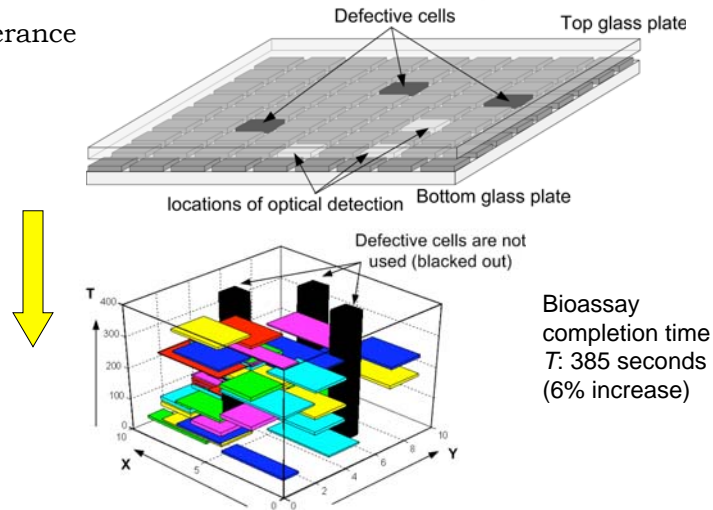 erance
Defective cells
Top glass plate
locations of optical detection
Bottom glass plate
Defective cells are not
used (blacked out)
T
400
300
200
100
0
10
5
0
X
0
2
4
6
8
10
Y
Bioassay
completion time
T: 385 seconds
(6% increase)